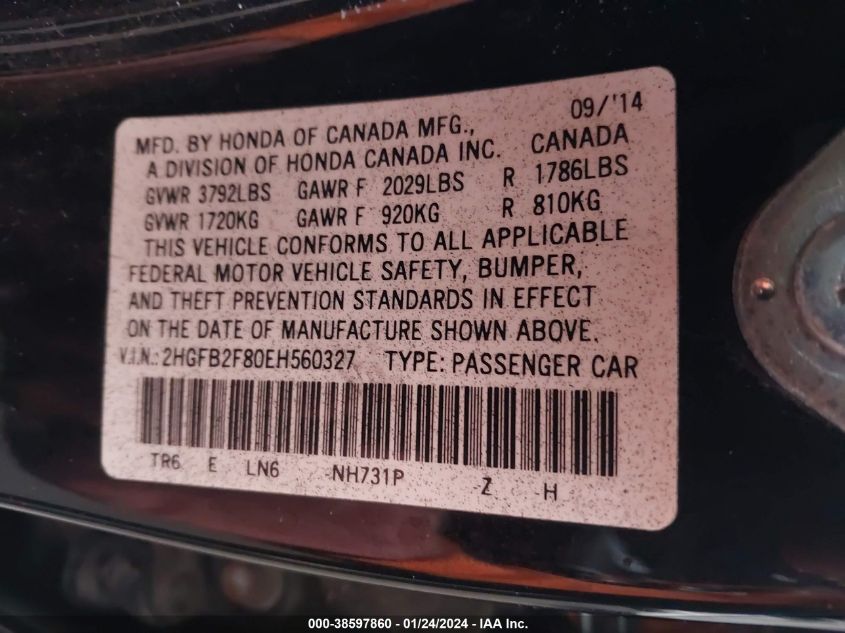 09/'14
MFD. BY HONDA OF CANADA MFG.,
A DIVISION OF HONDA CANADA INC. CANADA
GVWR 3792LBS GAWR F 2029LBS R 1786LBS
GVWR 1720KG GAWR F 920KG R 810KG
THIS VEHICLE CONFORMS TO ALL APPLICABLE
FEDERAL MOTOR VEHICLE SAFETY, BUMPER,
AND THEFT PREVENTION STANDARDS IN EFFECT
ON THE DATE OF MANUFACTURE SHOWN ABOVE.
V.I.N.: 2HGFB2F80EH560327 TYPE: PASSENGER CAR
TR6 E LN6 -NH731P -Z -H
000-38597860 - 01/24/2024 - IAA Inc.